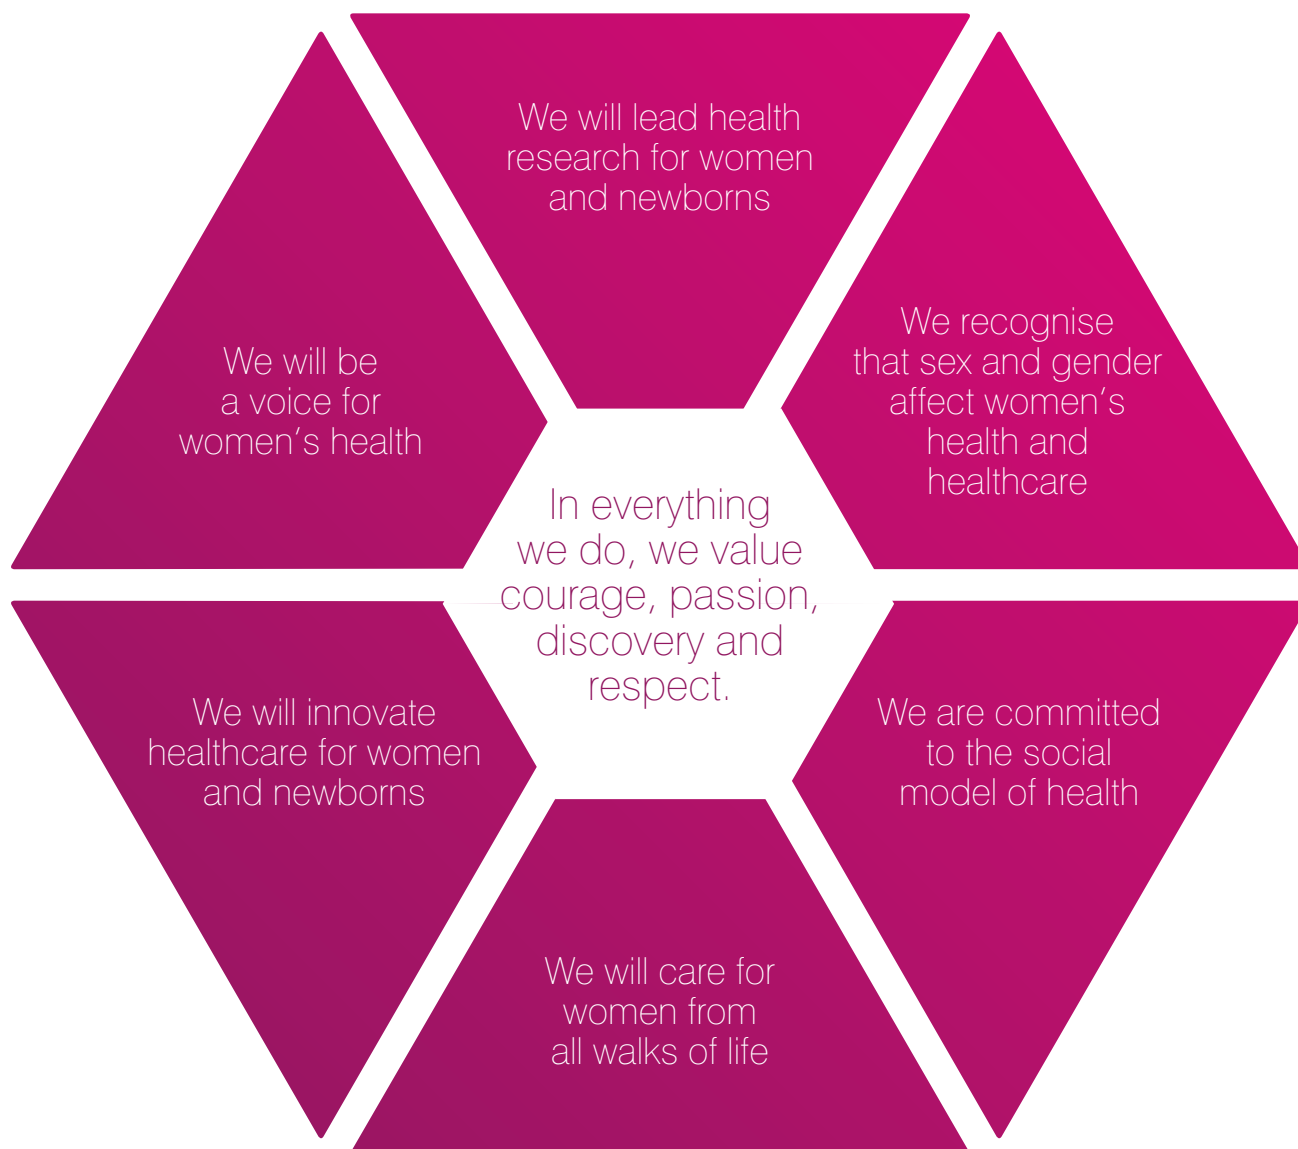 We will lead health
research for women
and newborns
We recognise
that sex and gender
affect women's
health and
healthcare
We are committed
to the social
model of health
We will care for
women from
all walks of life
We will innovate
healthcare for women
and newborns
We will be
a voice for
women's health
In everything
we do, we value
courage, passion,
discovery and
respect.